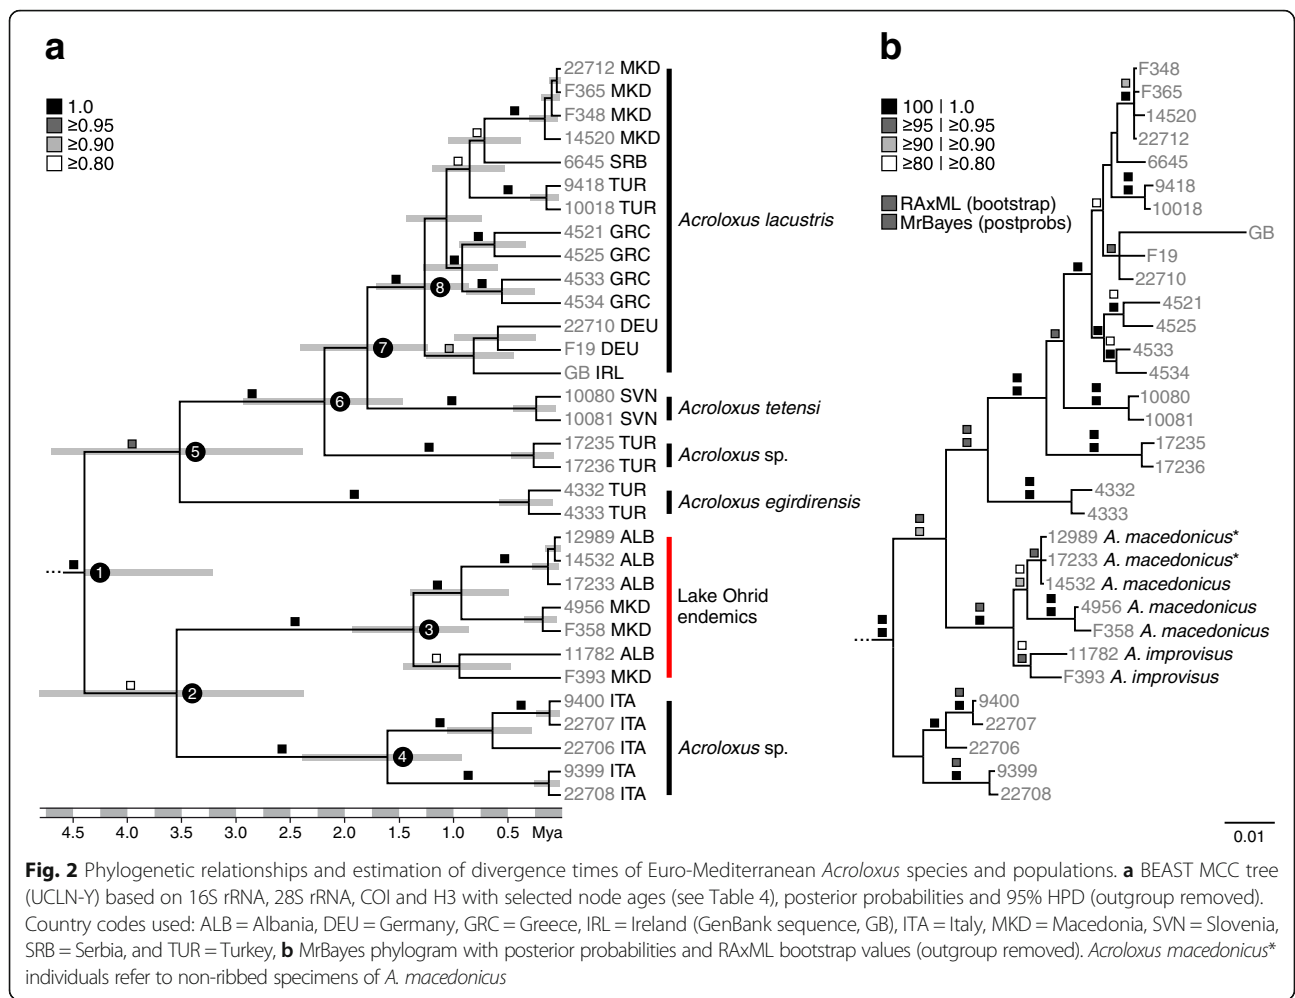 a
1.0
≥0.95
≥0.90
≥0.80
22712 MKD
F365 MKD
F348 MKD
14520 MKD
6645 SRB
9418 TUR
10018 TUR
4521 GRC
4525 GRC
4533 GRC
4534 GRC
22710 DEU
F19 DEU
GB IRL
10080 SVN
10081 SVN
17235 TUR
17236 TUR
4332 TUR
4333 TUR
12989 ALB
14532 ALB
17233 ALB
4956 MKD
F358 MKD
11782 ALB
F393 MKD
9400 ITA
22707 ITA
22706 ITA
9399 ITA
22708 ITA
Acroloxus lacustris
Acroloxus tetensi
Acroloxus sp.
Acroloxus egirdirensis
Lake Ohrid
endemics
Acroloxus sp.
8
7
6
5
1
3
2
4
4.5 4.0 3.5 3.0 2.5 2.0 1.5 1.0 0.5 Mya
b
100 | 1.0
≥95 | ≥0.95
≥90 | ≥0.90
≥80 | ≥0.80
RAxML (bootstrap)
MrBayes (postprobs)
F348
F365
14520
22712
6645
9418
10018
GB
F19
22710
4521
4525
4533
4534
10080
10081
17235
17236
4332
4333
12989 A. macedonicus*
17233 A. macedonicus*
14532 A. macedonicus
4956 A. macedonicus
F358 A. macedonicus
11782 A. improvisus
F393 A. improvisus
9400
22707
22706
9399
22708
0.01
Fig. 2 Phylogenetic relationships and estimation of divergence times of Euro-Mediterranean Acroloxus species and populations. a BEAST MCC tree
(UCLN-Y) based on 16S rRNA, 28S rRNA, COI and H3 with selected node ages (see Table 4), posterior probabilities and 95% HPD (outgroup removed).
Country codes used: ALB = Albania, DEU = Germany, GRC = Greece, IRL = Ireland (GenBank sequence, GB), ITA = Italy, MKD = Macedonia, SVN = Slovenia,
SRB = Serbia, and TUR = Turkey, b MrBayes phylogram with posterior probabilities and RAxML bootstrap values (outgroup removed). Acroloxus macedonicus*
individuals refer to non-ribbed specimens of A. macedonicus